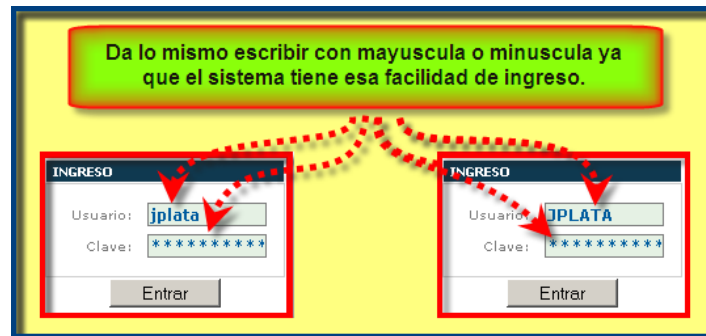 Da lo mismo escribir con mayuscula o minuscula ya
que el sistema tiene esa facilidad de ingreso.
INGRESO
Usuario: jplata
Clave: **********
Entrar
INGRESO
Usuario: JPLATA
Clave: **********
Entrar